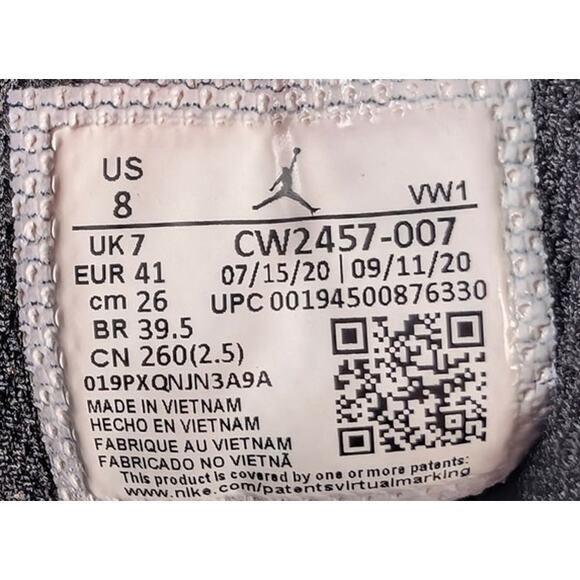 US
8
VW1
UK 7
CW2457-007
EUR 41
07/15/20 | 09/11/20
cm 26
UPC 00194500876330
BR 39.5
CN 260(2.5)
019PXQNJN3A9A
MADE IN VIETNAM
HECHO EN VIETNAM
FABRIQUE AU VIETNAM
FABRICADO NO VIETNÃ
This product is covered by one or more patents:
www.nike.com/patentsvirtualmarking